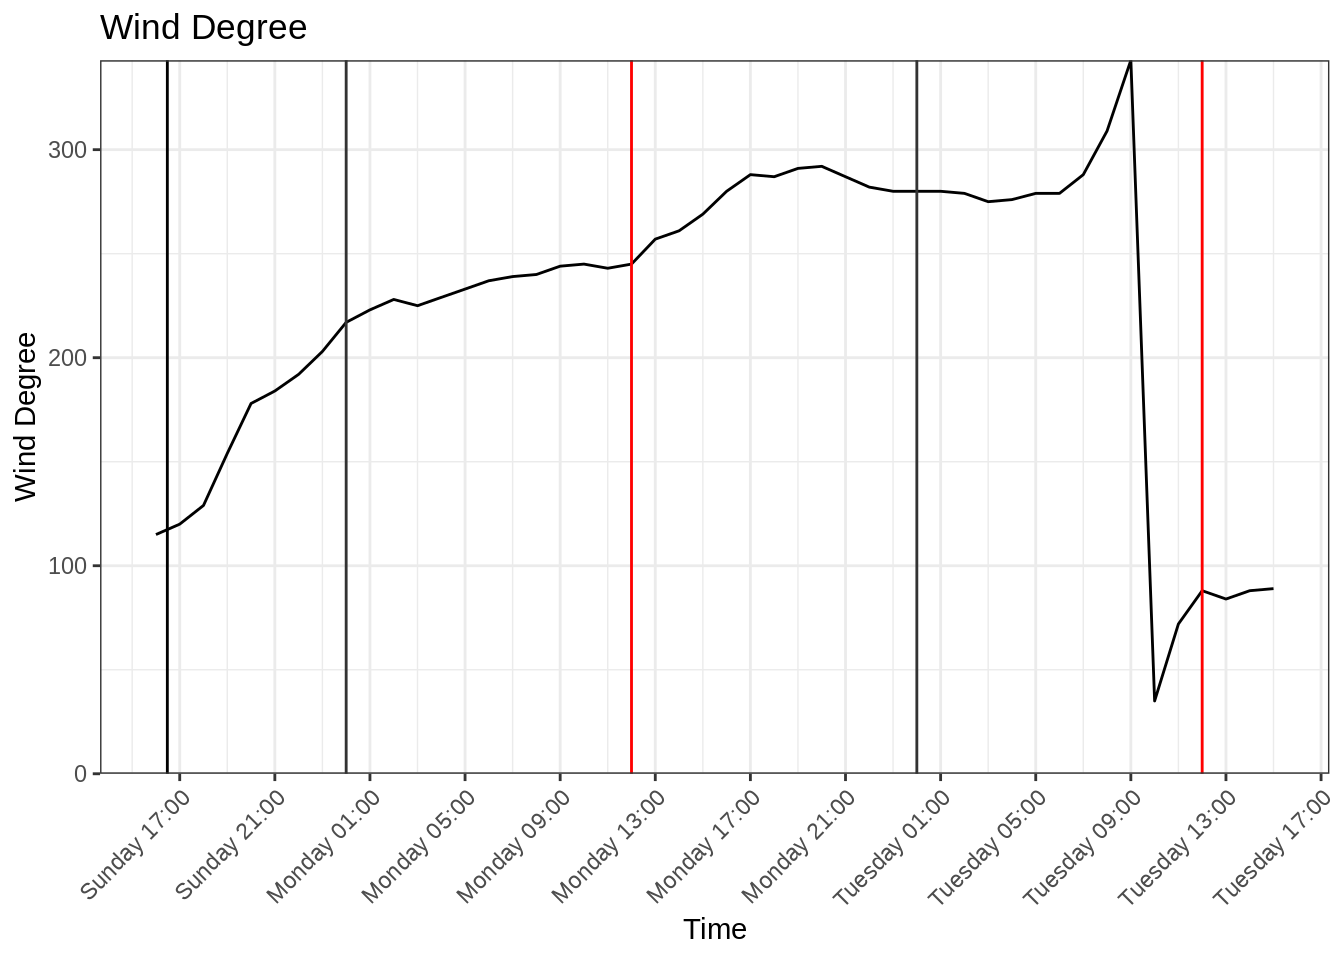 Wind Degree
Wind Degree
300
200
100
0
Sunday 17:00
Sunday 21:00
Monday 01:00
Monday 05:00
Monday 09:00
Monday 13:00
Monday 17:00
Monday 21:00
Tuesday 01:00
Tuesday 05:00
Tuesday 09:00
Tuesday 13:00
Tuesday 17:00
Time